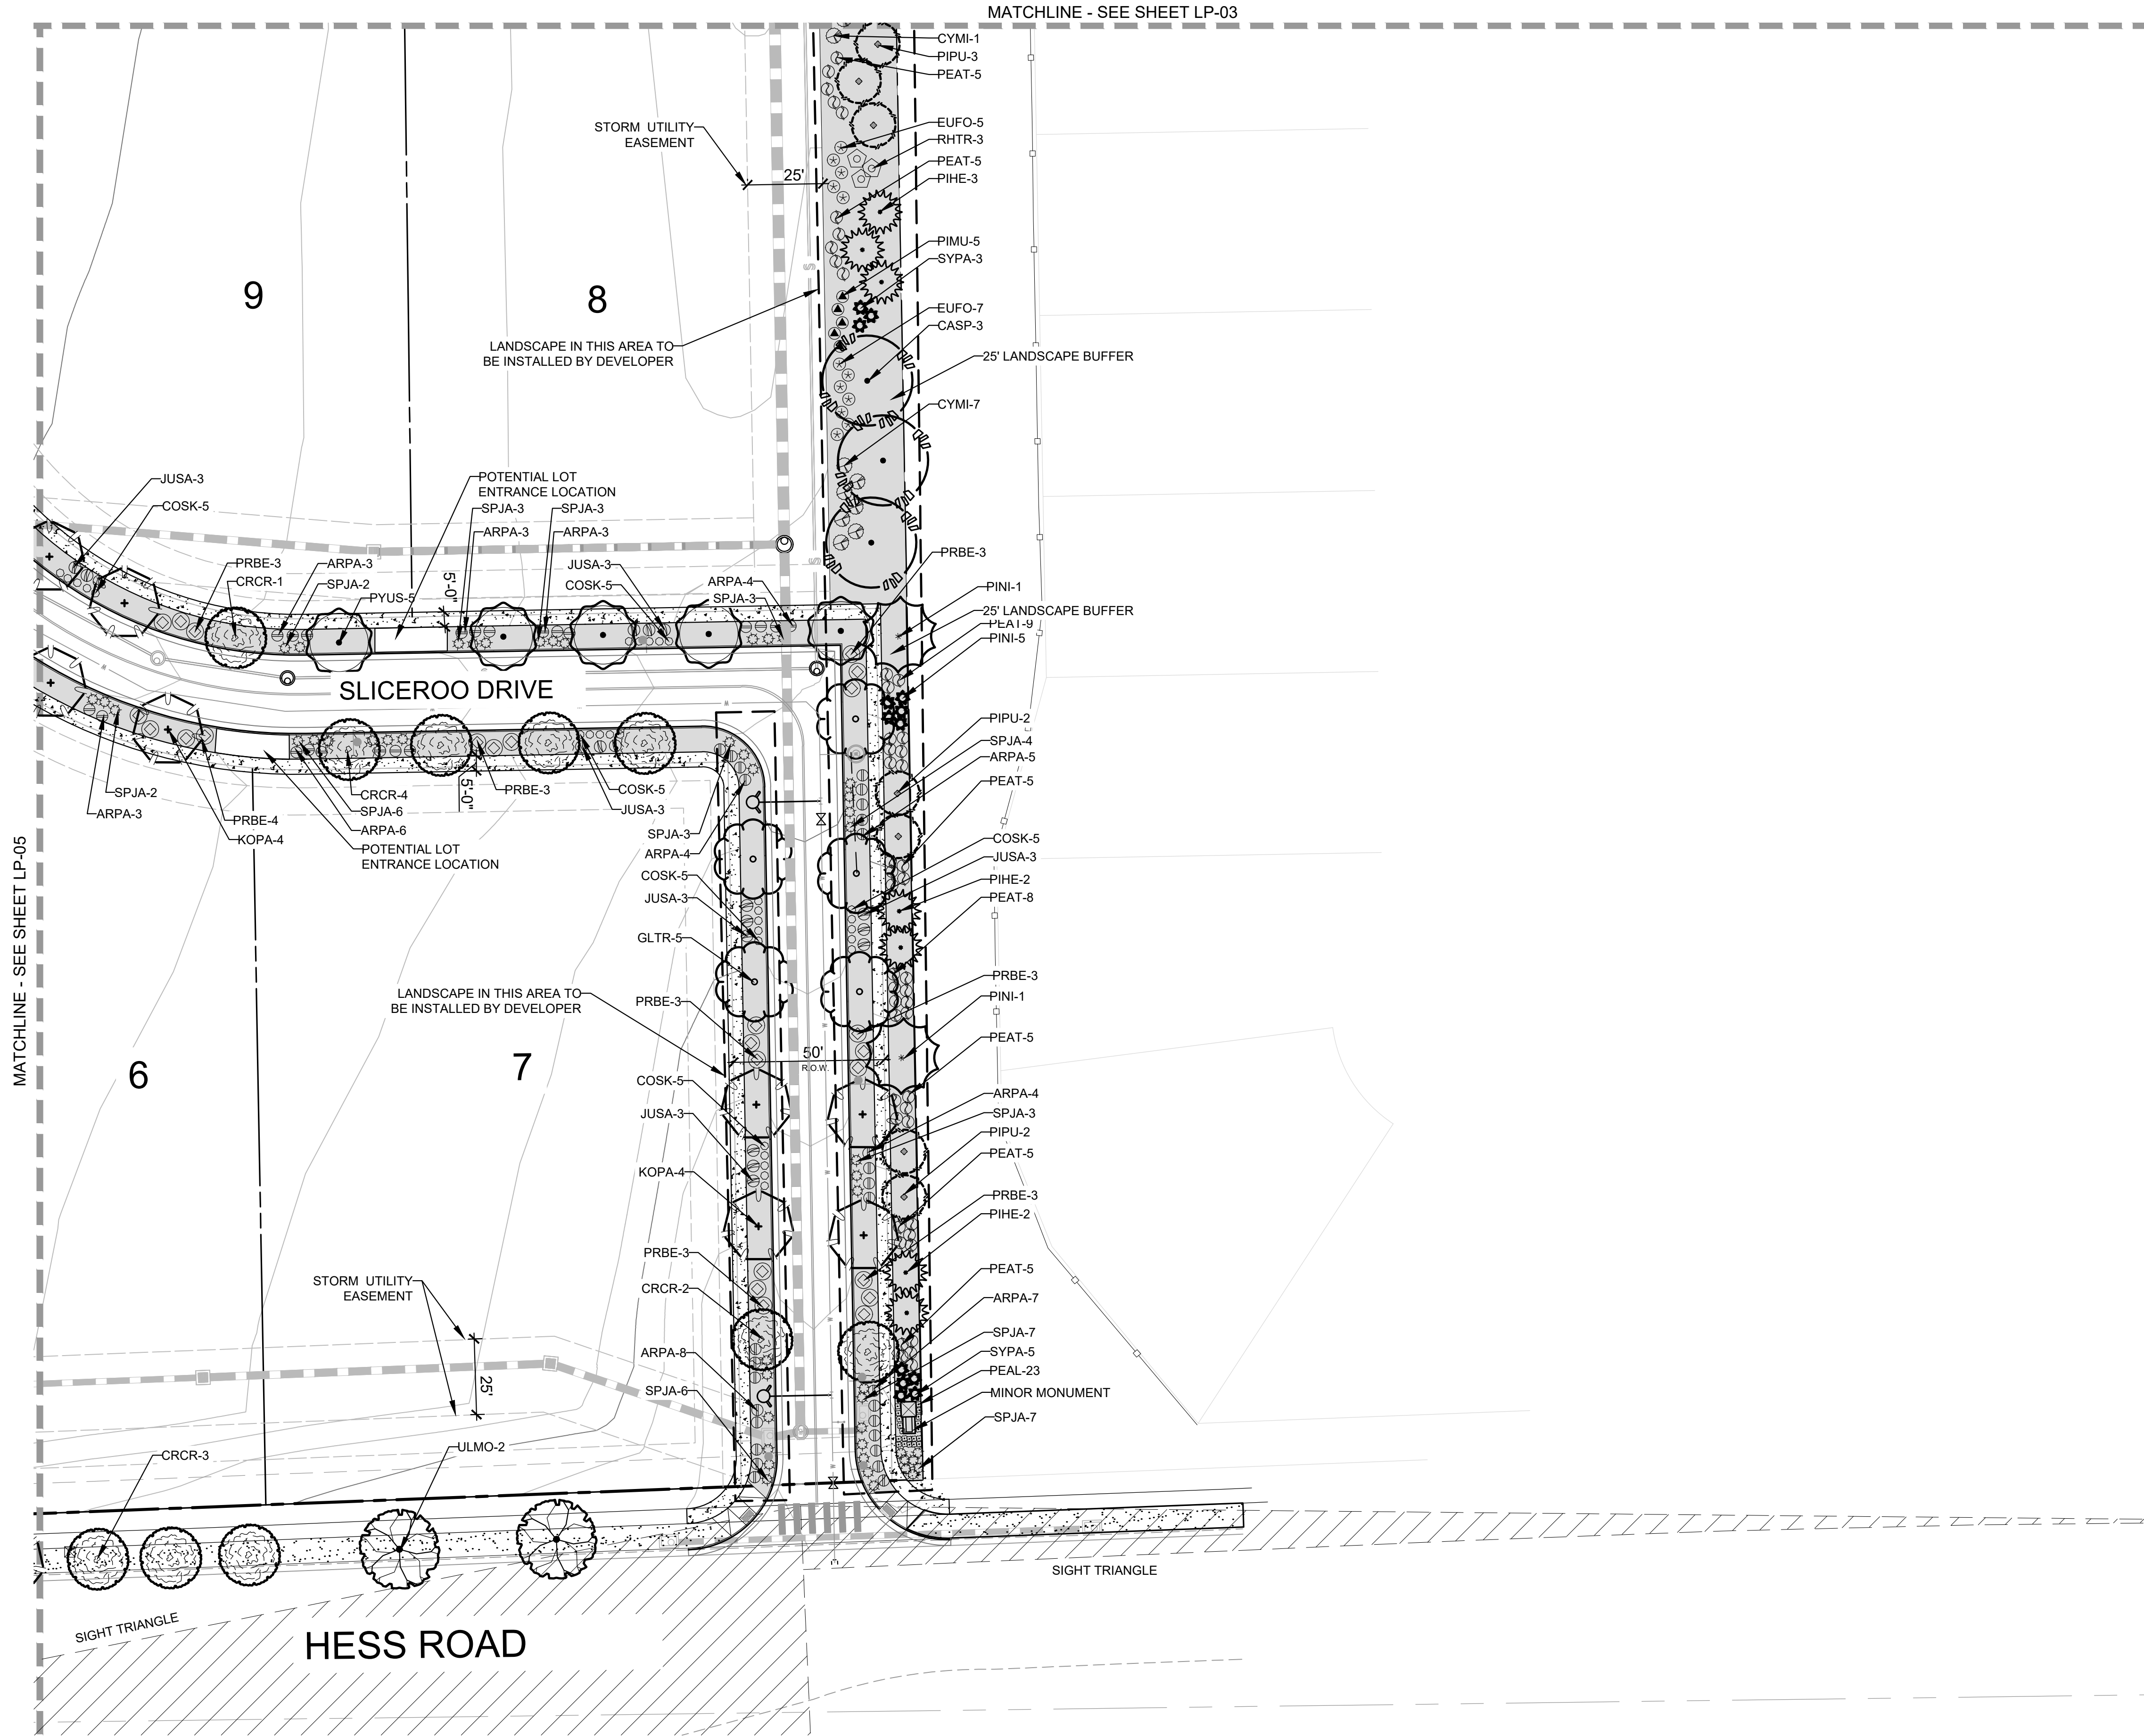 MATCHLINE - SEE SHEET LP-03
CYMI-1
PIPU-3
PEAT-5
EUFO-5
RHTR-3
PEAT-5
PIHE-3
STORM UTILITY
EASEMENT
25'
PIMU-5
SYPA-3
EUFO-7
CASP-3
25' LANDSCAPE BUFFER
CYMI-7
9
8
LANDSCAPE IN THIS AREA TO
BE INSTALLED BY DEVELOPER
JUSA-3
COSK-5
POTENTIAL LOT
ENTRANCE LOCATION
SPJA-3
SPJA-3
ARPA-3
ARPA-3
PRBE-3
CRCR-1
ARPA-3
SPJA-2
PYUS-5
5'-0"
JUSA-3
COSK-5
ARPA-4
SPJA-3
PRBE-3
PINI-1
25' LANDSCAPE BUFFER
PEAT-9
PINI-5
SLICEROO DRIVE
PIPU-2
SPJA-4
ARPA-5
PEAT-5
SPJA-2
ARPA-3
PRBE-4
KOPA-4
CRCR-4
SPJA-6
ARPA-6
POTENTIAL LOT
ENTRANCE LOCATION
5'-0"
PRBE-3
COSK-5
JUSA-3
SPJA-3
ARPA-4
COSK-5
JUSA-3
GLTR-5
COSK-5
JUSA-3
PIHE-2
PEAT-8
MATCHLINE - SEE SHEET LP-05
LANDSCAPE IN THIS AREA TO
BE INSTALLED BY DEVELOPER
PRBE-3
PRBE-3
PINI-1
PEAT-5
50'
R.O.W.
6
7
COSK-5
JUSA-3
KOPA-4
ARPA-4
SPJA-3
PIPU-2
PEAT-5
PRBE-3
PIHE-2
STORM UTILITY
EASEMENT
25'
PRBE-3
CRCR-2
ARPA-8
SPJA-6
PEAT-5
ARPA-7
SPJA-7
SYPA-5
PEAL-23
MINOR MONUMENT
SPJA-7
CRCR-3
ULMO-2
SIGHT TRIANGLE
SIGHT TRIANGLE
HESS ROAD